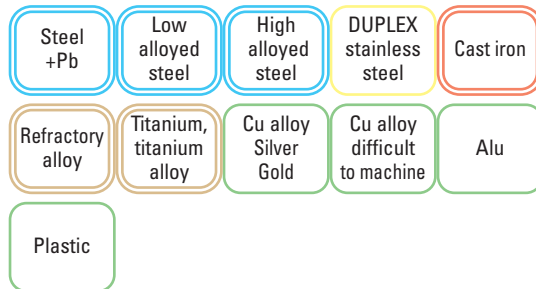 Steel
+Pb
Low
alloyed
steel
High
alloyed
steel
DUPLEX
stainless
steel
Cast iron
Refractory
alloy
Titanium,
titanium
alloy
Cu alloy
Silver
Gold
Cu alloy
difficult
to machine
Alu
Plastic